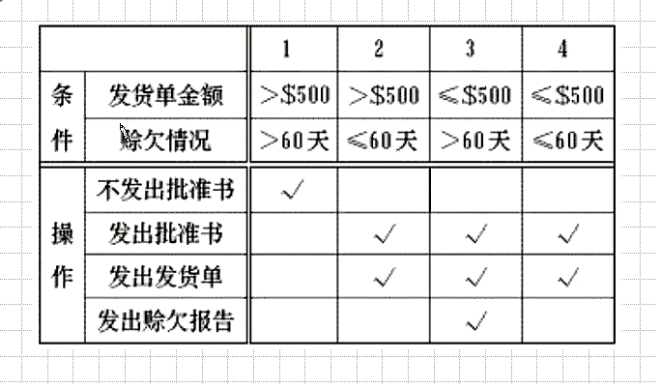 1 2 3 4
条件 发货单金额 >$500 >$500 ≤$500 ≤$500
赊欠情况 >60天 ≤60天 >60天 ≤60天
操作 不发出批准书 √
发出批准书 √ √ √
发出发货单 √ √ √
发出赊欠报告 √